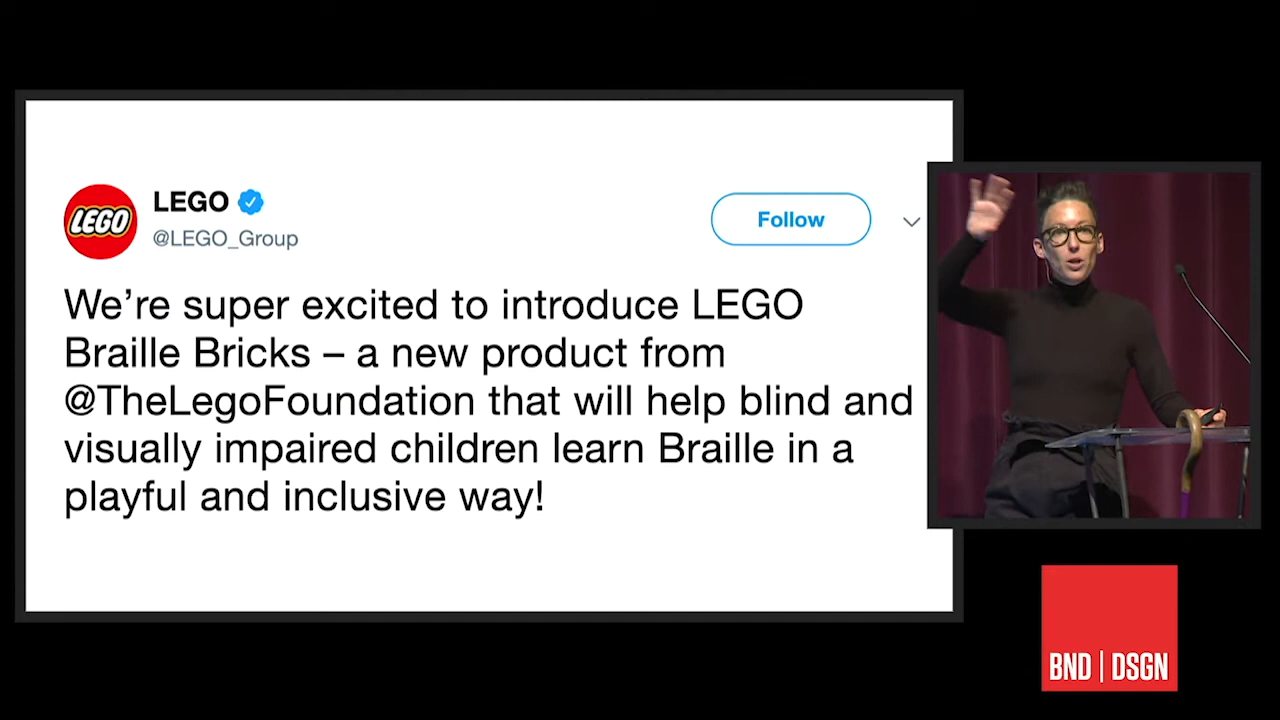 LEGO
LEGO
@LEGO_Group
Follow
We’re super excited to introduce LEGO
Braille Bricks – a new product from
@TheLegoFoundation that will help blind and
visually impaired children learn Braille in a
playful and inclusive way!
BND | DSGN